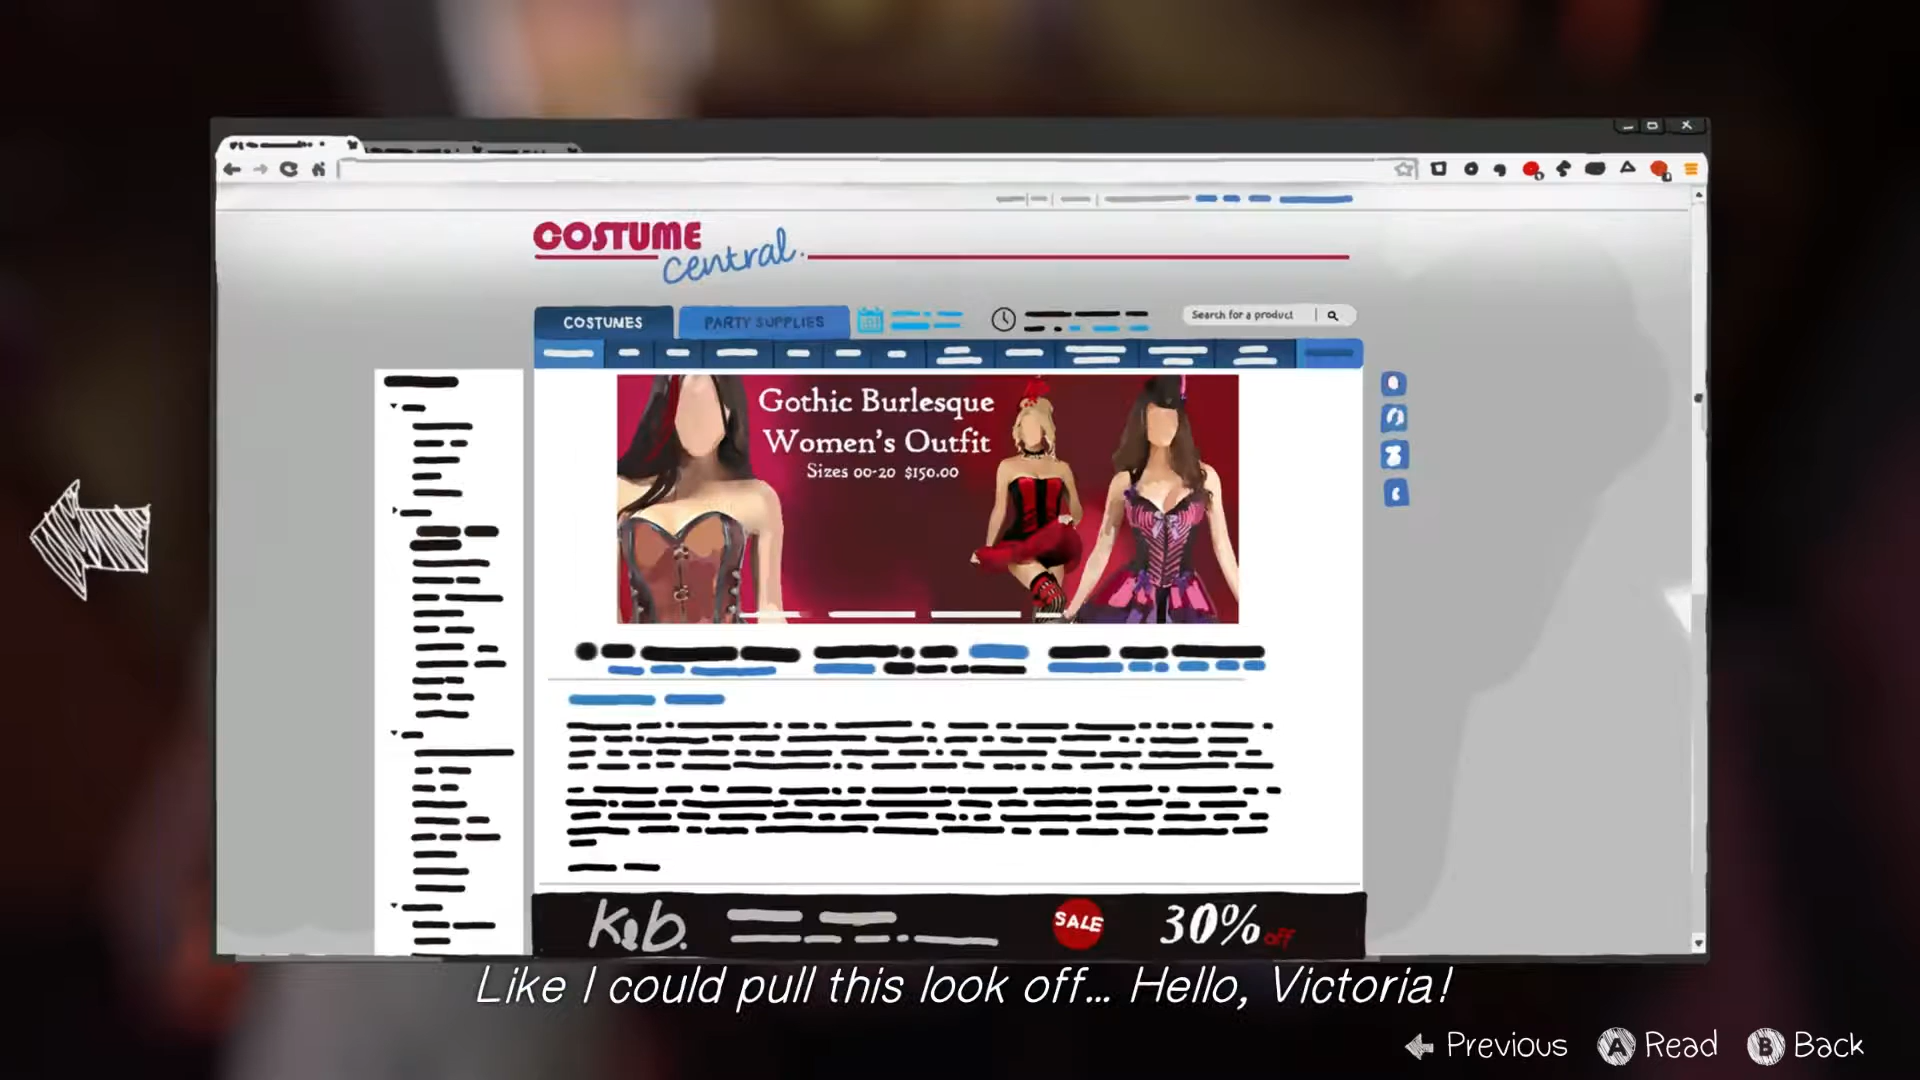 COSTUME
central.
COSTUMES
PARTY SUPPLIES
Search for a product
Gothic Burlesque
Women's Outfit
Sizes 00-20 $150.00
K&b.
SALE
30% off
Like I could pull this look off... Hello, Victoria!
Previous
A Read
B Back